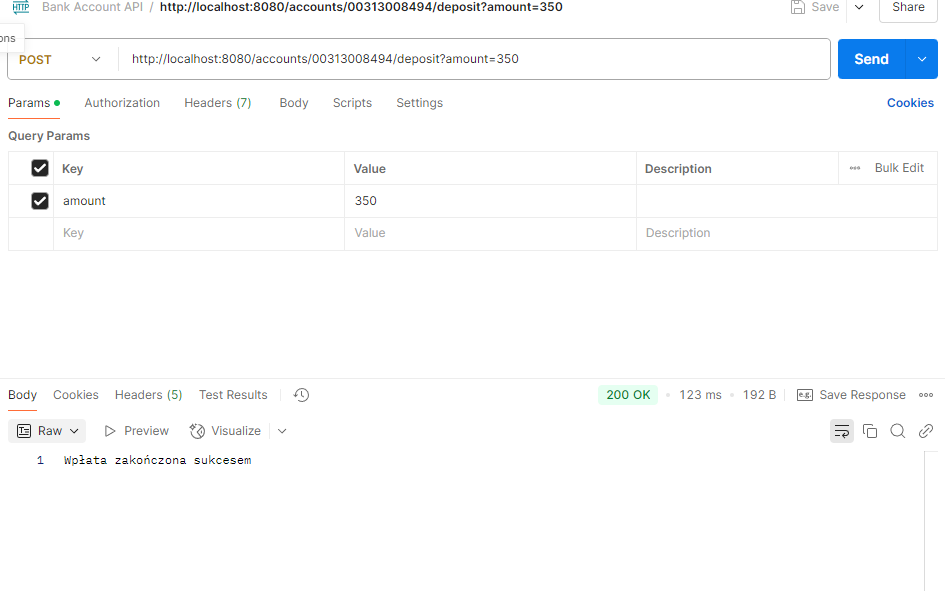 HTTP Bank Account API / http://localhost:8080/accounts/00313008494/deposit?amount=350 Save Share
ons
POST http://localhost:8080/accounts/00313008494/deposit?amount=350 Send
Params Authorization Headers (7) Body Scripts Settings Cookies
Query Params
Key Value Description Bulk Edit
amount 350
Key Value Description
Body Cookies Headers (5) Test Results 200 OK 123 ms 192 B e.g. Save Response
Raw Preview Visualize
1 Wpłata zakończona sukcesem